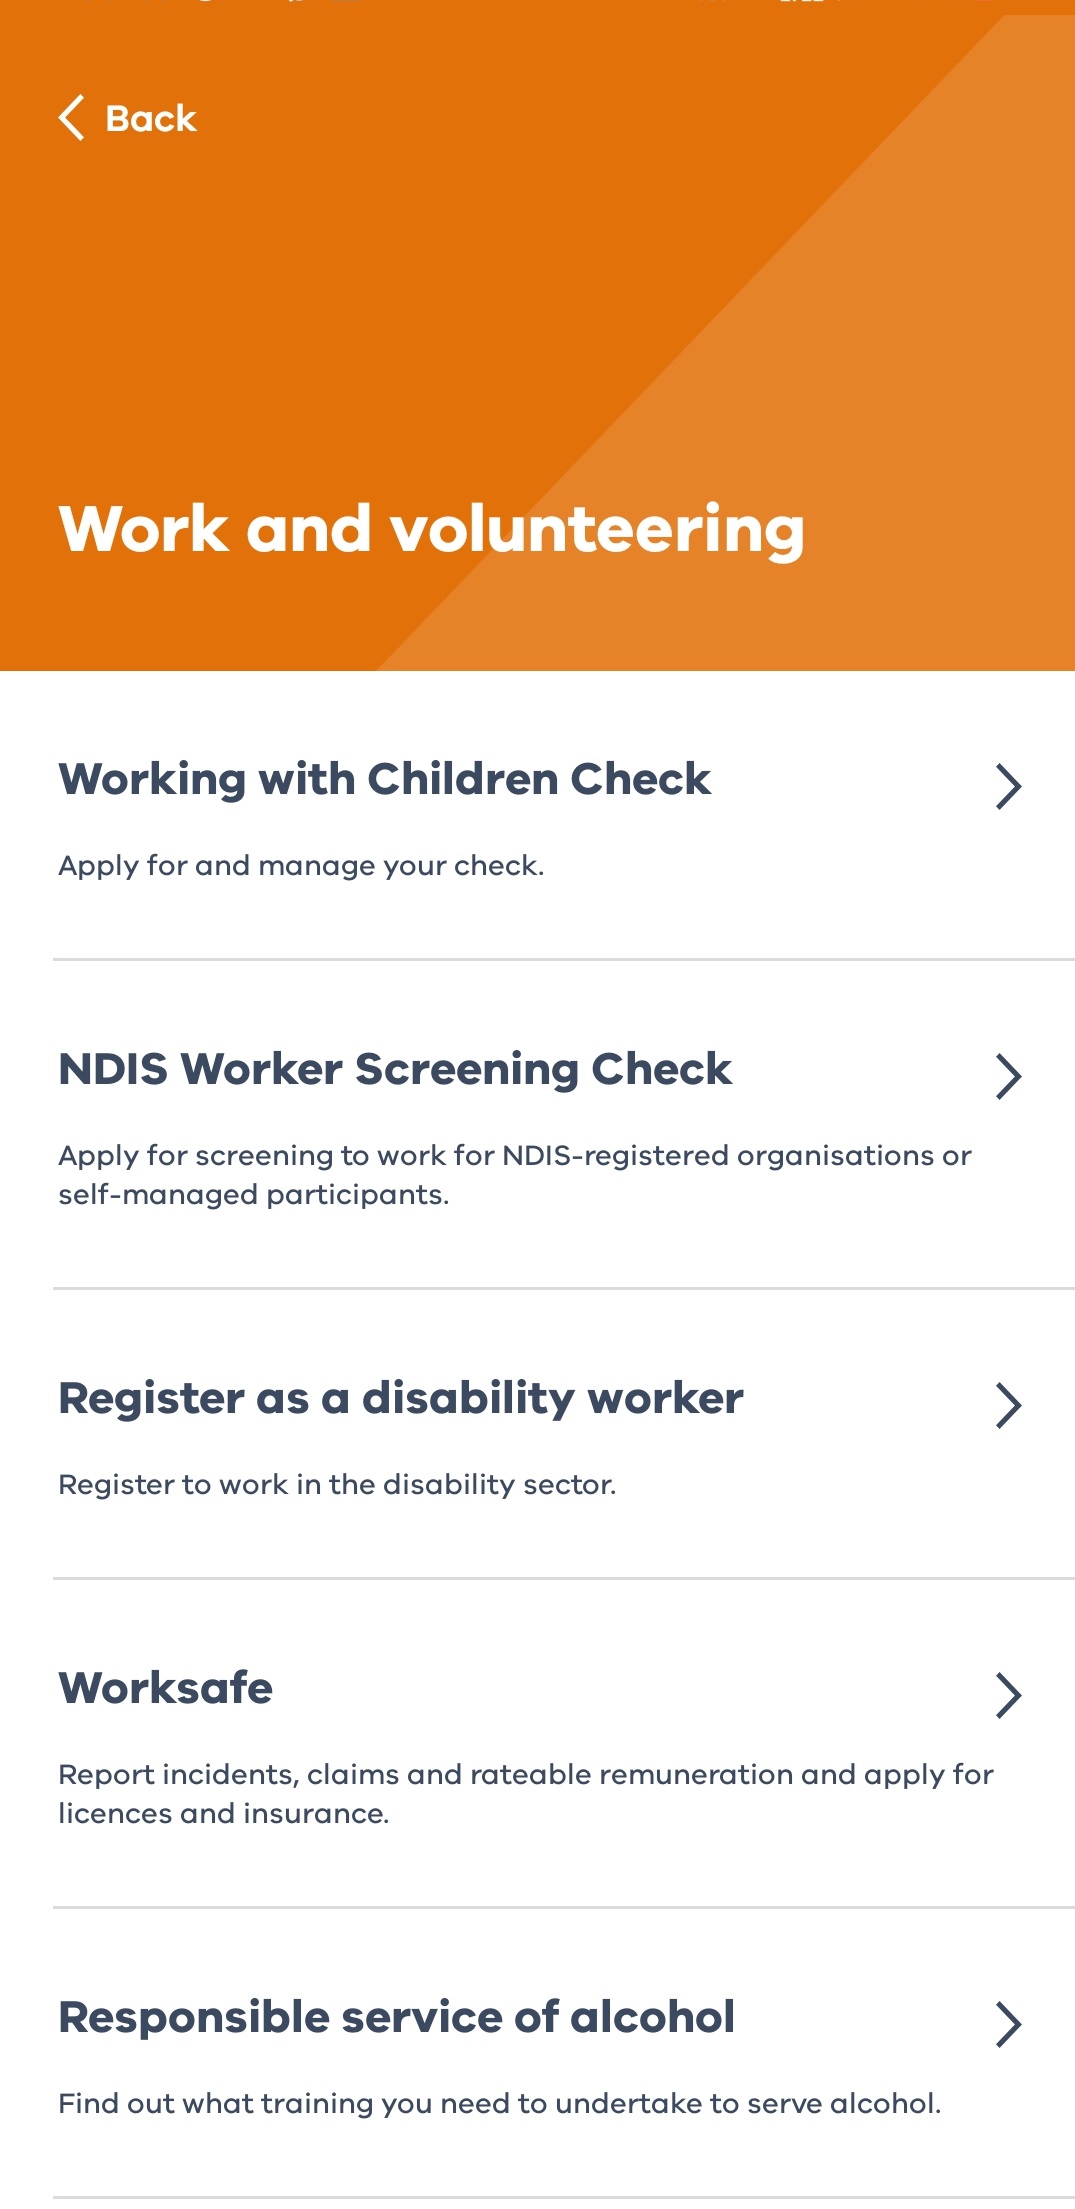 Back
Work and volunteering
Working with Children Check
Apply for and manage your check.
NDIS Worker Screening Check
Apply for screening to work for NDIS-registered organisations or
self-managed participants.
Register as a disability worker
Register to work in the disability sector.
Worksafe
Report incidents, claims and rateable remuneration and apply for
licences and insurance.
Responsible service of alcohol
Find out what training you need to undertake to serve alcohol.